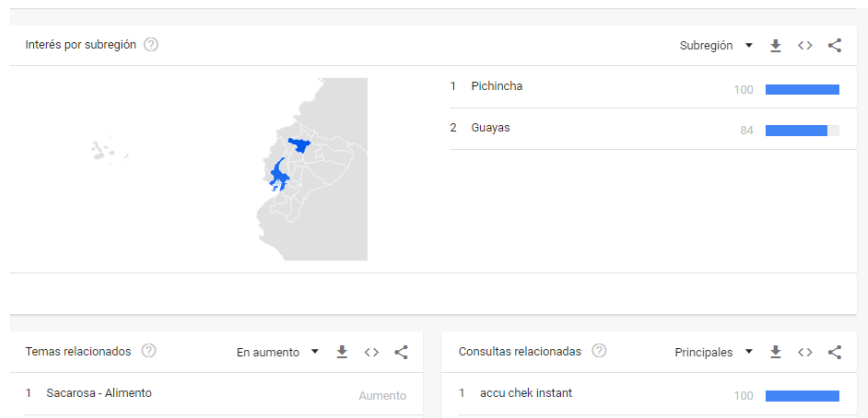 Interés por subregión
Subregión
1 Pichincha 100
2 Guayas 84
Temas relacionados
En aumento
1 Sacarosa - Alimento Aumento
Consultas relacionadas
Principales
1 accu chek instant 100